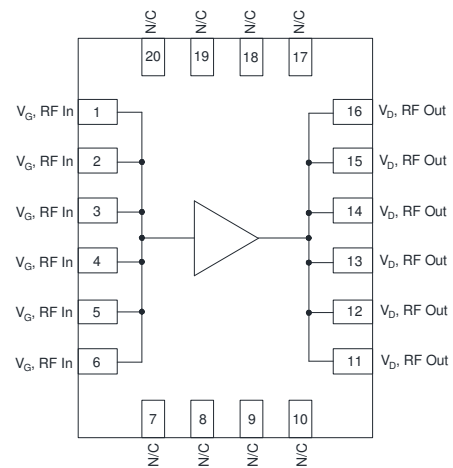 N/C N/C N/C N/C
20 19 18 17
V_G, RF In 1 16 V_D, RF Out
V_G, RF In 2 15 V_D, RF Out
V_G, RF In 3 14 V_D, RF Out
V_G, RF In 4 13 V_D, RF Out
V_G, RF In 5 12 V_D, RF Out
V_G, RF In 6 11 V_D, RF Out
7 8 9 10
N/C N/C N/C N/C